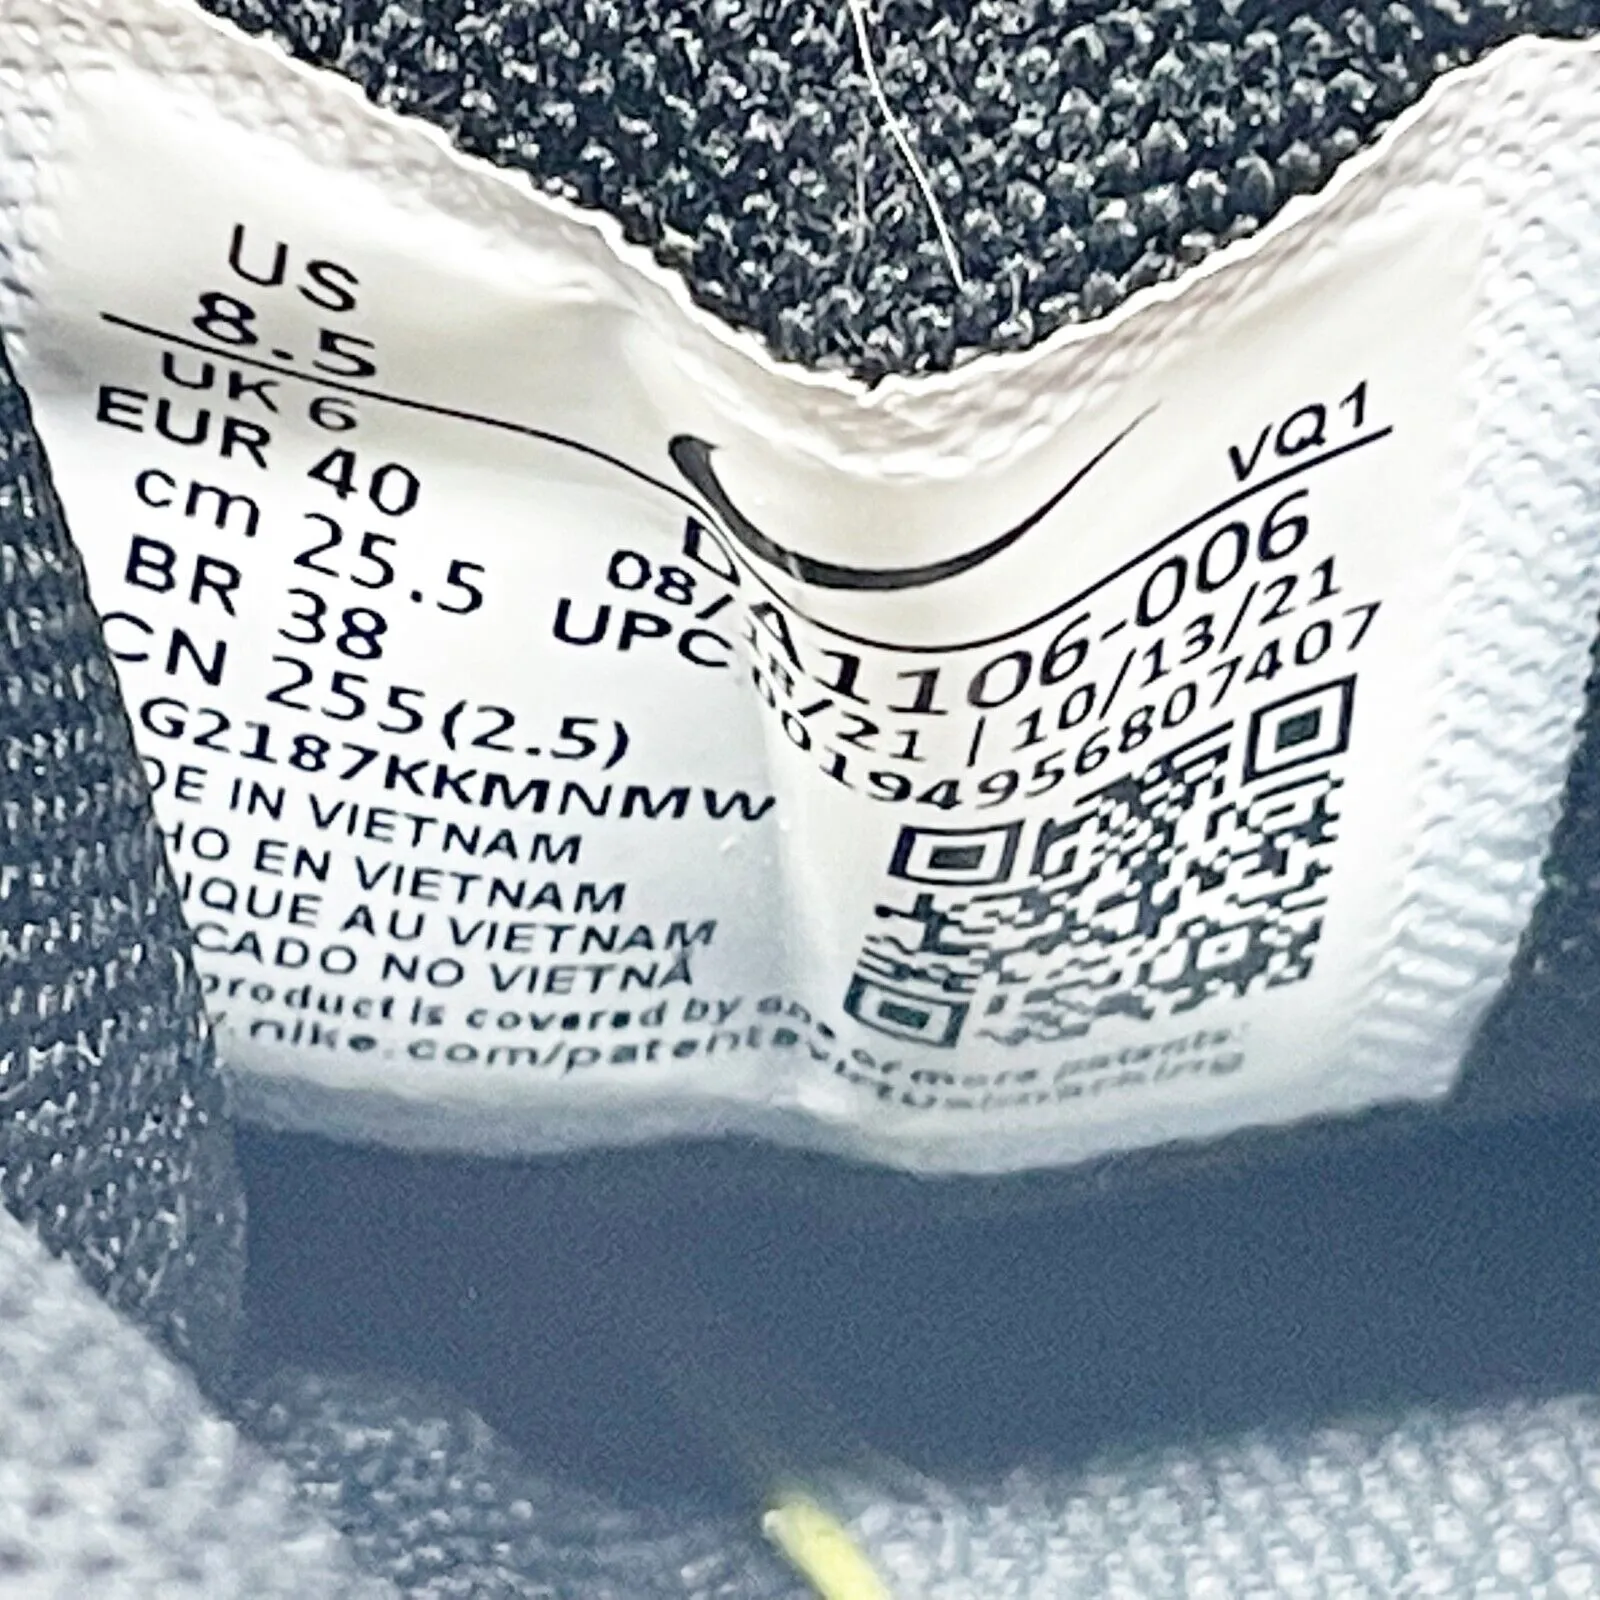 US
8.5
UK 6
EUR 40
cm 25.5
BR 38
CN 255(2.5)
G2187KKMNMW
DE IN VIETNAM
HO EN VIETNAM
IQUE AU VIETNAM
CADO NO VIETNÃ
product is covered by one or more patents.
.nike.com/patents
VQ1
DA1106-006
08/ /21 | 10/13/21
UPC 00194956807407